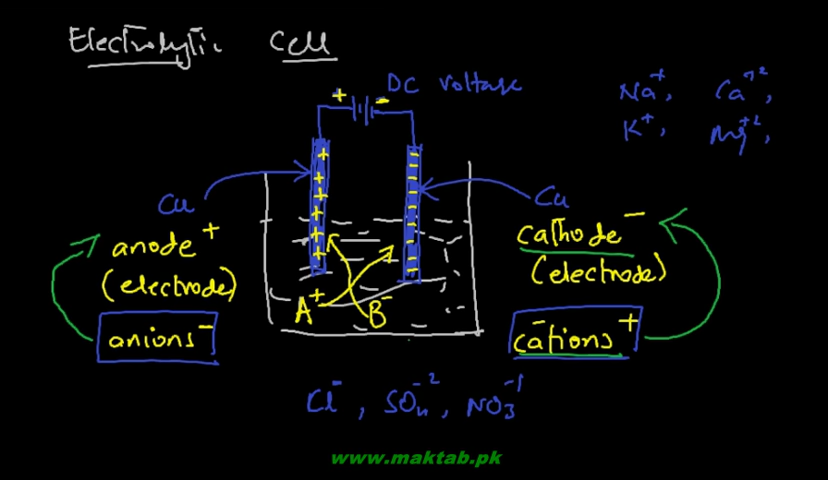 Electrolytic Cell
+ - DC voltage
Na⁺, Ca⁺²,
K⁺, Mg⁺²,
Cu
Cu
anode⁺
(electrode)
anions⁻
A⁺ B⁻
cathode⁻
(electrode)
cations⁺
Cl⁻, SO₄⁻², NO₃⁻¹
www.maktab.pk